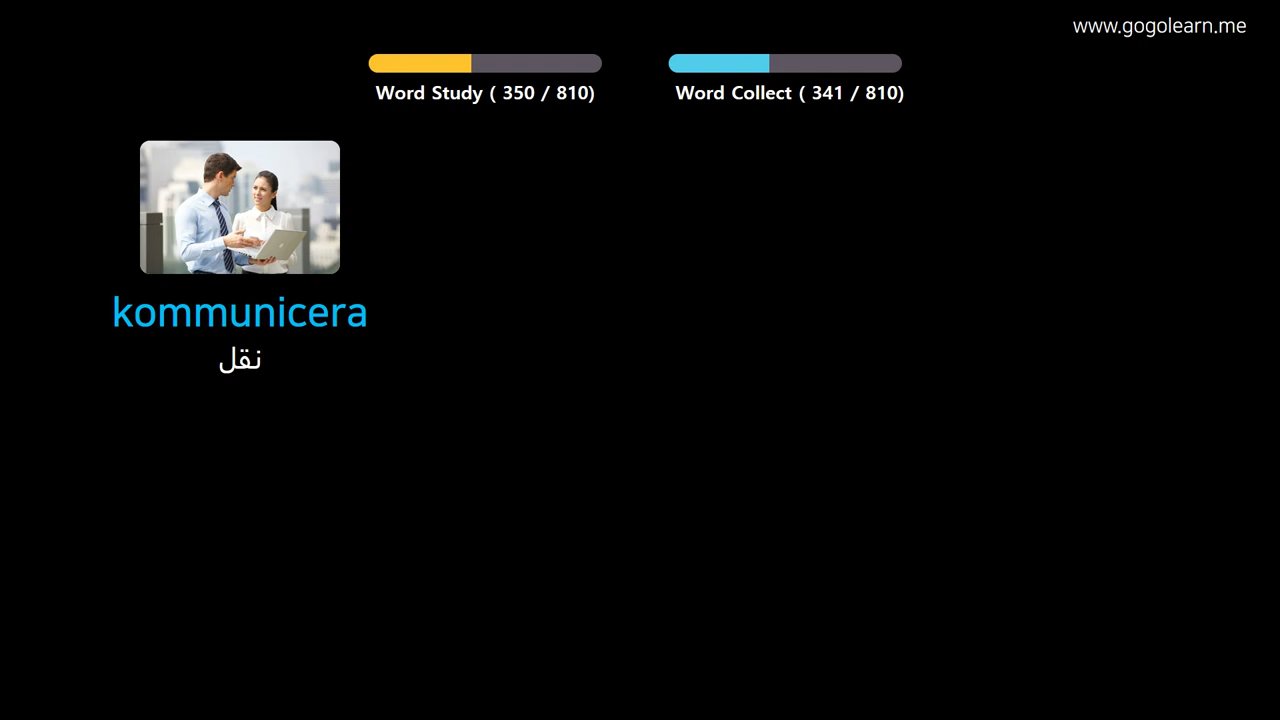 www.gogolearn.me
Word Study ( 350 / 810)
Word Collect ( 341 / 810)
kommunicera
نقل